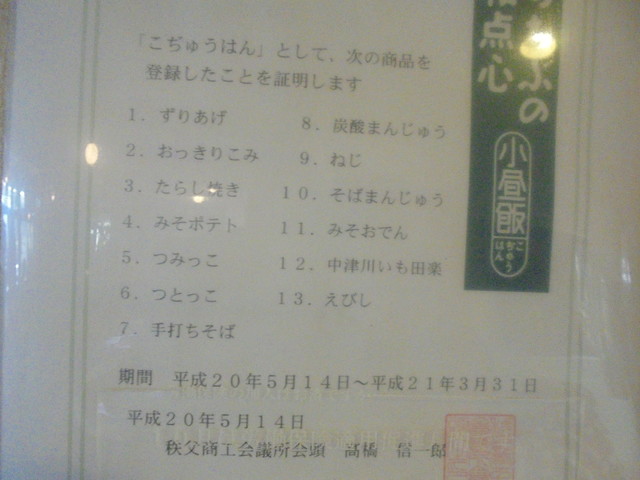 ちちぶの
点心
小昼飯
こぢゅうはん
「こぢゅうはん」として、次の商品を
登録したことを証明します
1．ずりあげ
2．おっきりこみ
3．たらし焼き
4．みそポテト
5．つみっこ
6．つとっこ
7．手打ちそば
8．炭酸まんじゅう
9．ねじ
10．そばまんじゅう
11．みそおでん
12．中津川いも田楽
13．えびし
期間　平成20年5月14日～平成21年3月31日
平成20年5月14日
秩父商工会議所会頭　高橋　信一郎